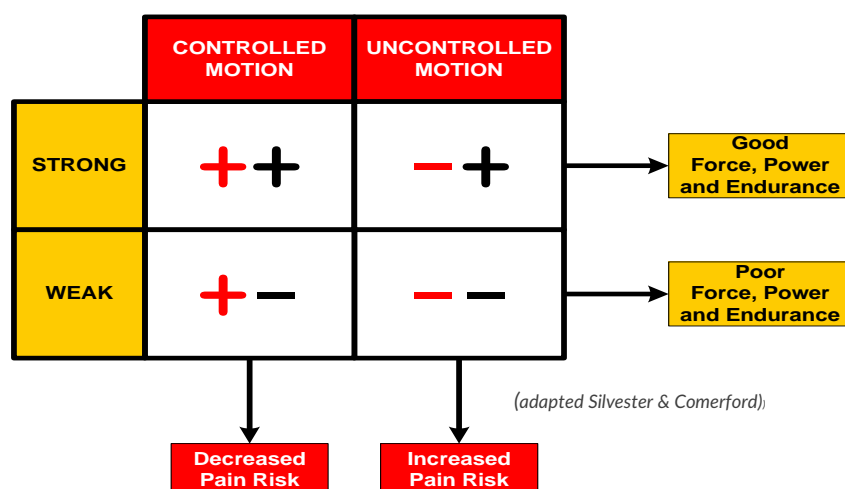 CONTROLLED
MOTION
UNCONTROLLED
MOTION
STRONG
++
-+
Good
Force, Power
and Endurance
WEAK
+-
--
Poor
Force, Power
and Endurance
(adapted Silvester & Comerford))
Decreased
Pain Risk
Increased
Pain Risk